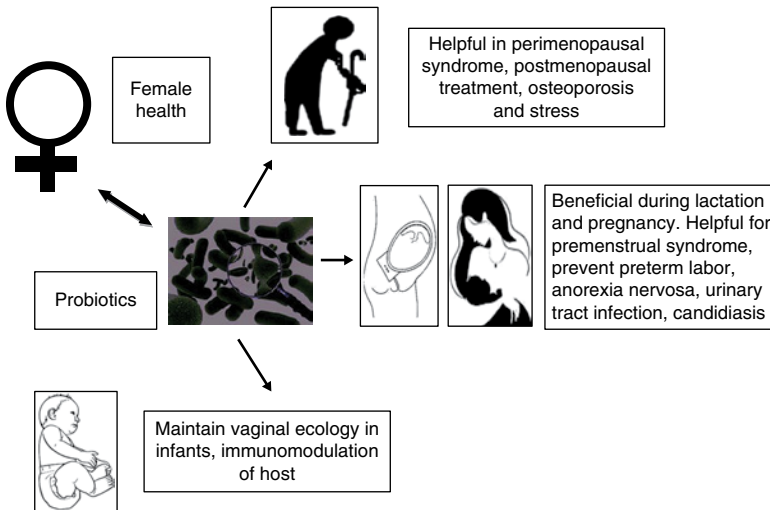 Female
health
Helpful in perimenopausal
syndrome, postmenopausal
treatment, osteoporosis
and stress
Beneficial during lactation
and pregnancy. Helpful for
premenstrual syndrome,
prevent preterm labor,
anorexia nervosa, urinary
tract infection, candidiasis
Probiotics
Maintain vaginal ecology in
infants, immunomodulation
of host